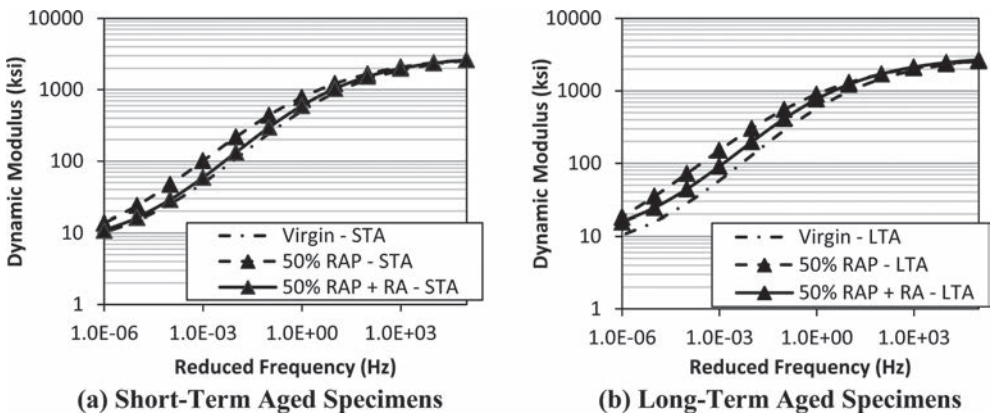 Dynamic Modulus (ksi)
10000
1000
100
10
1
Virgin - STA
50% RAP - STA
50% RAP + RA - STA
1.0E-06 1.0E-03 1.0E+00 1.0E+03
Reduced Frequency (Hz)
(a) Short-Term Aged Specimens
Dynamic Modulus (ksi)
10000
1000
100
10
1
Virgin - LTA
50% RAP - LTA
50% RAP + RA - LTA
1.0E-06 1.0E-03 1.0E+00 1.0E+03
Reduced Frequency (Hz)
(b) Long-Term Aged Specimens